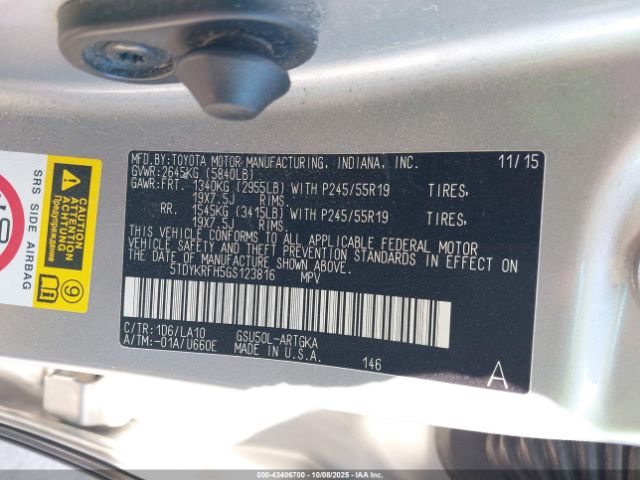 MFD.BY:TOYOTA MOTOR MANUFACTURING, INDIANA, INC. 11/15
GVWR:2645KG (5840LB)
GAWR:FRT. 1340KG (2955LB) WITH P245/55R19 TIRES,
19X7.5J RIMS.
RR. 1545KG (3415LB) WITH P245/55R19 TIRES,
19X7.5J RIMS.
THIS VEHICLE CONFORMS TO ALL APPLICABLE FEDERAL MOTOR
VEHICLE SAFETY AND THEFT PREVENTION STANDARDS IN EFFECT ON
THE DATE OF MANUFACTURE SHOWN ABOVE.
5TDYKRFH5GS123816 MPV
C/TR:1D6/LA10 GSU50L-ARTGKA
A/TM:-01A/U660E MADE IN U.S.A.
146 A
SRS SIDE AIRBAG
CAUTION
Предупреждение
9
000-43406700 10/08/2025 - IAAI.COM